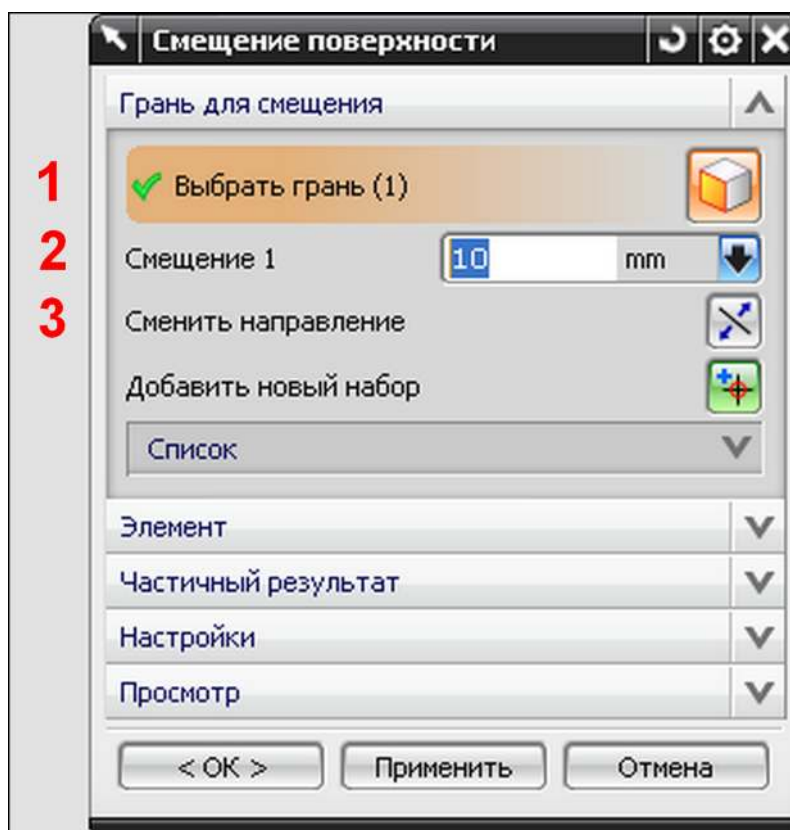 Смещение поверхности
Грань для смещения
1 Выбрать грань (1)
2 Смещение 1 10 mm
3 Сменить направление
Добавить новый набор
Список
Элемент
Частичный результат
Настройки
Просмотр
< OK > Применить Отмена